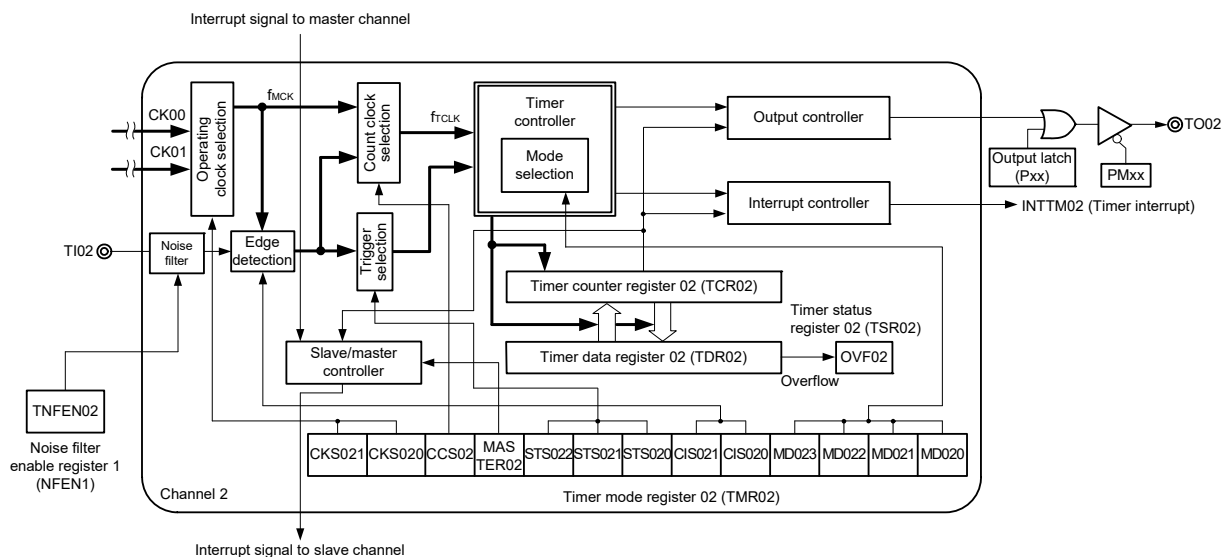 Interrupt signal to master channel
CK00
CK01
Operating
clock selection
fMCK
Count clock
selection
fTCLK
Timer
controller
Mode
selection
Output controller
Output latch
(Pxx)
PMxx
TO02
Interrupt controller
INTTM02 (Timer interrupt)
TI02
Noise
filter
Edge
detection
Trigger
selection
Timer counter register 02 (TCR02)
Timer status
register 02 (TSR02)
Slave/master
controller
Timer data register 02 (TDR02)
OVF02
Overflow
TNFEN02
Noise filter
enable register 1
(NFEN1)
CKS021
CKS020
CCS02
MAS
TER02
STS022
STS021
STS020
CIS021
CIS020
MD023
MD022
MD021
MD020
Channel 2
Timer mode register 02 (TMR02)
Interrupt signal to slave channel